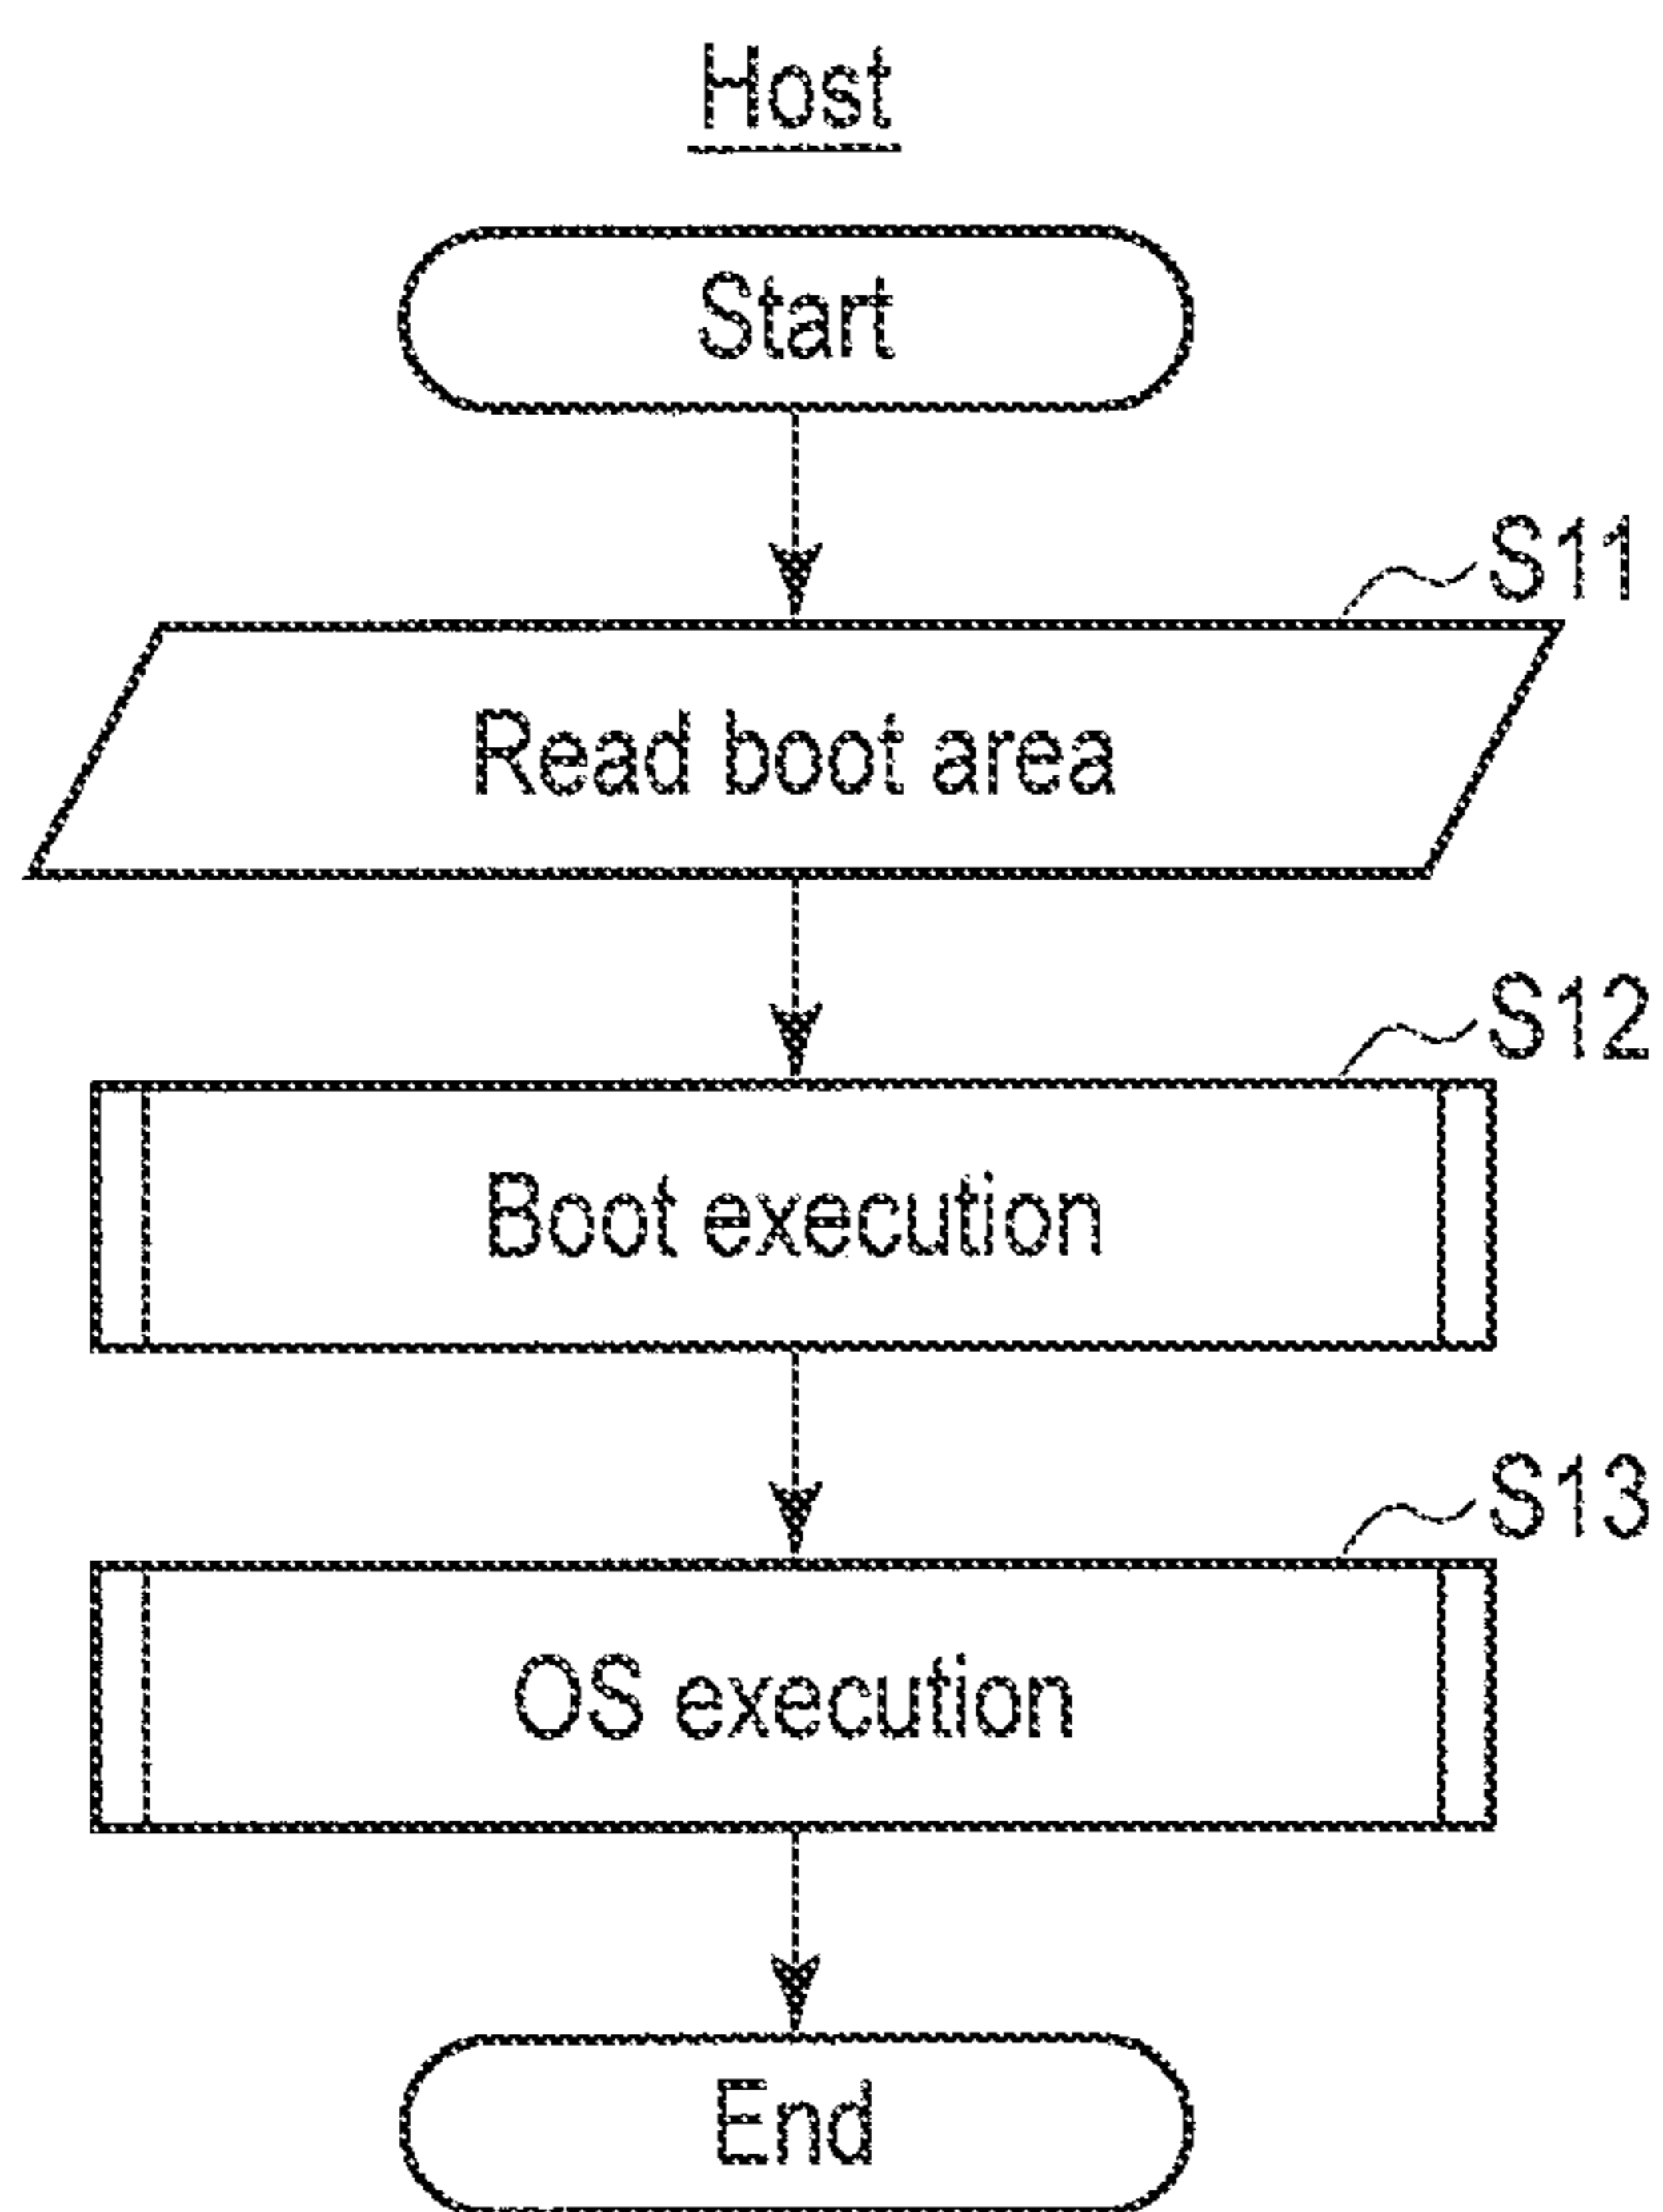 Host
Start
S11
Read boot area
S12
Boot execution
S13
OS execution
End